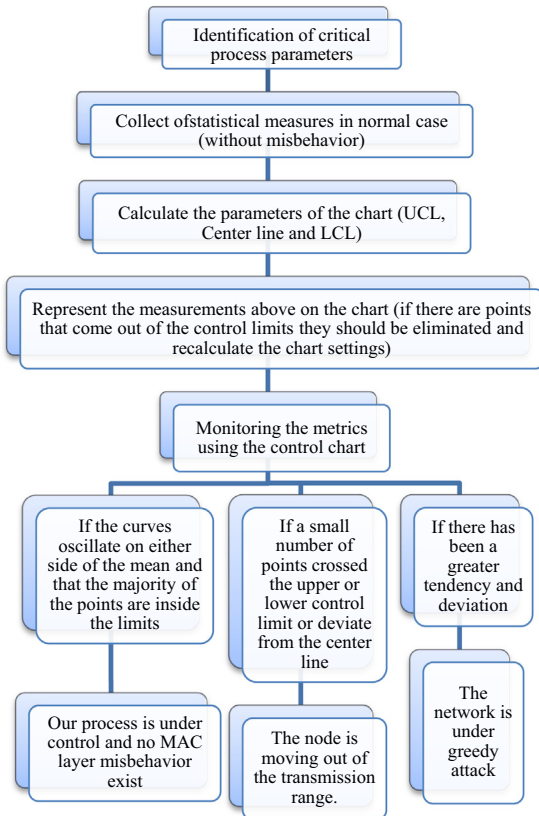 Identification of critical
process parameters
Collect ofstatistical measures in normal case
(without misbehavior)
Calculate the parameters of the chart (UCL,
Center line and LCL)
Represent the measurements above on the chart (if there are points
that come out of the control limits they should be eliminated and
recalculate the chart settings)
Monitoring the metrics
using the control chart
If the curves
oscillate on either
side of the mean and
that the majority of
the points are inside
the limits
Our process is under
control and no MAC
layer misbehavior
exist
If a small
number of
points crossed
the upper or
lower control
limit or deviate
from the center
line
The node is
moving out of
the transmission
range.
If there has
been a
greater
tendency and
deviation
The
network is
under
greedy
attack